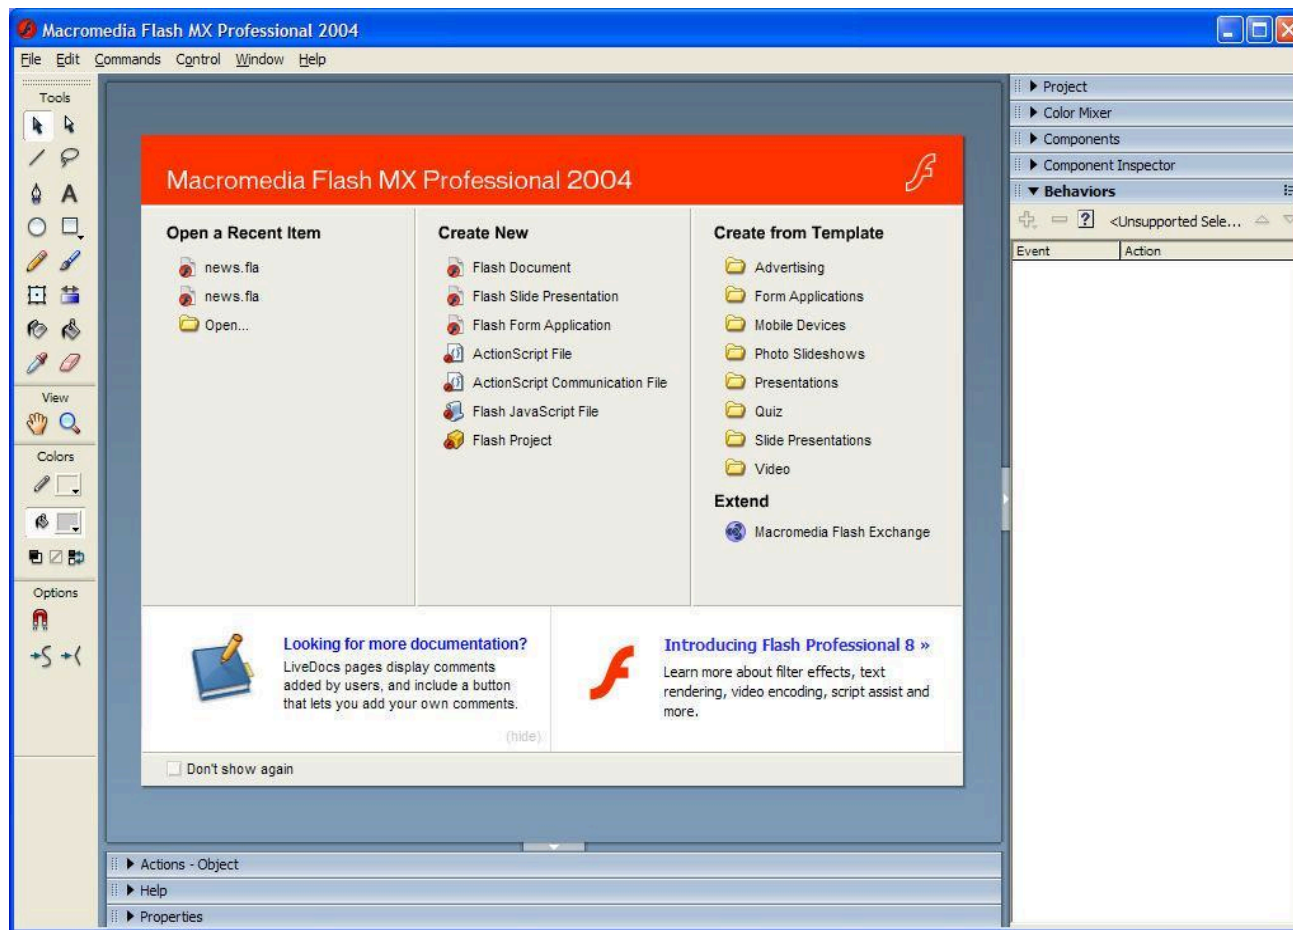 Macromedia Flash MX Professional 2004
File Edit Commands Control Window Help
Tools
View
Colors
Options
Macromedia Flash MX Professional 2004
Open a Recent Item
news.fla
news.fla
Open...
Create New
Flash Document
Flash Slide Presentation
Flash Form Application
ActionScript File
ActionScript Communication File
Flash JavaScript File
Flash Project
Create from Template
Advertising
Form Applications
Mobile Devices
Photo Slideshows
Presentations
Quiz
Slide Presentations
Video
Extend
Macromedia Flash Exchange
Looking for more documentation?
LiveDocs pages display comments
added by users, and include a button
that lets you add your own comments.
(hide)
Introducing Flash Professional 8 »
Learn more about filter effects, text
rendering, video encoding, script assist and
more.
Don't show again
Actions - Object
Help
Properties
Project
Color Mixer
Components
Component Inspector
Behaviors
<Unsupported Sele...
Event Action